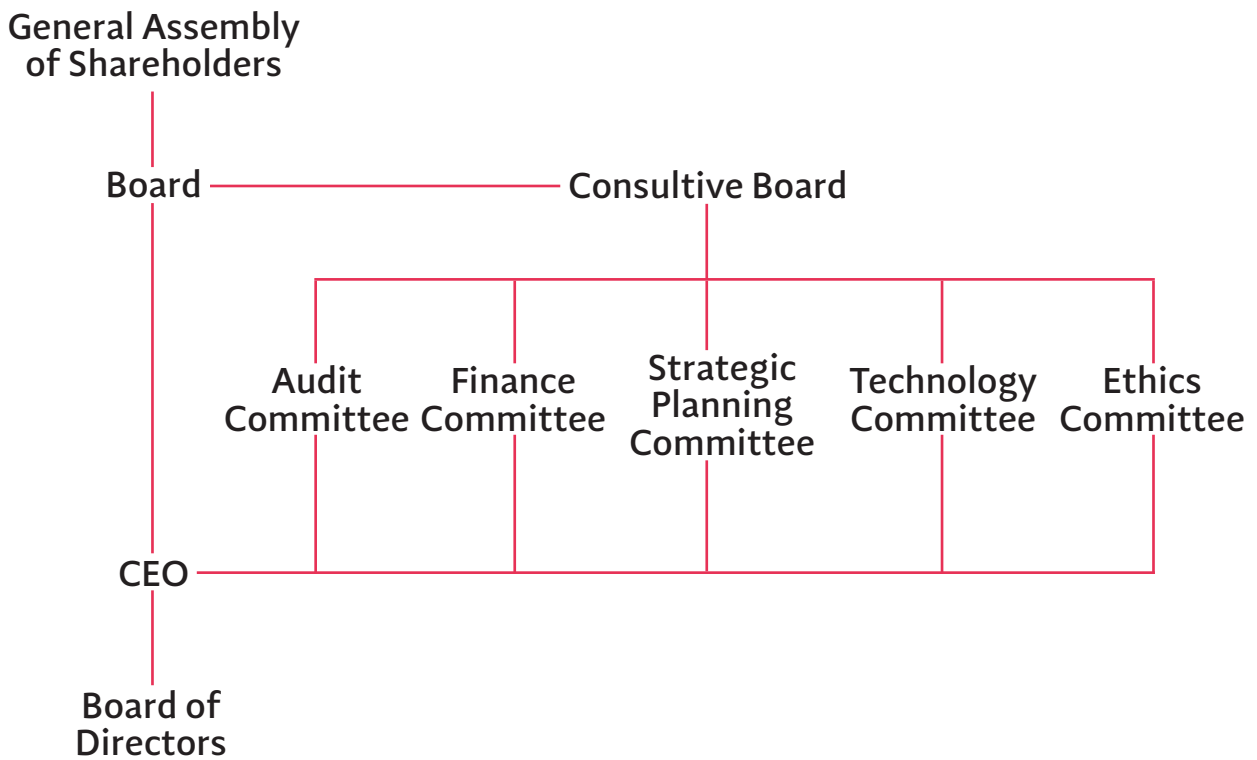 General Assembly
of Shareholders
Board
Consultive Board
Audit
Committee
Finance
Committee
Strategic
Planning
Committee
Technology
Committee
Ethics
Committee
CEO
Board of
Directors